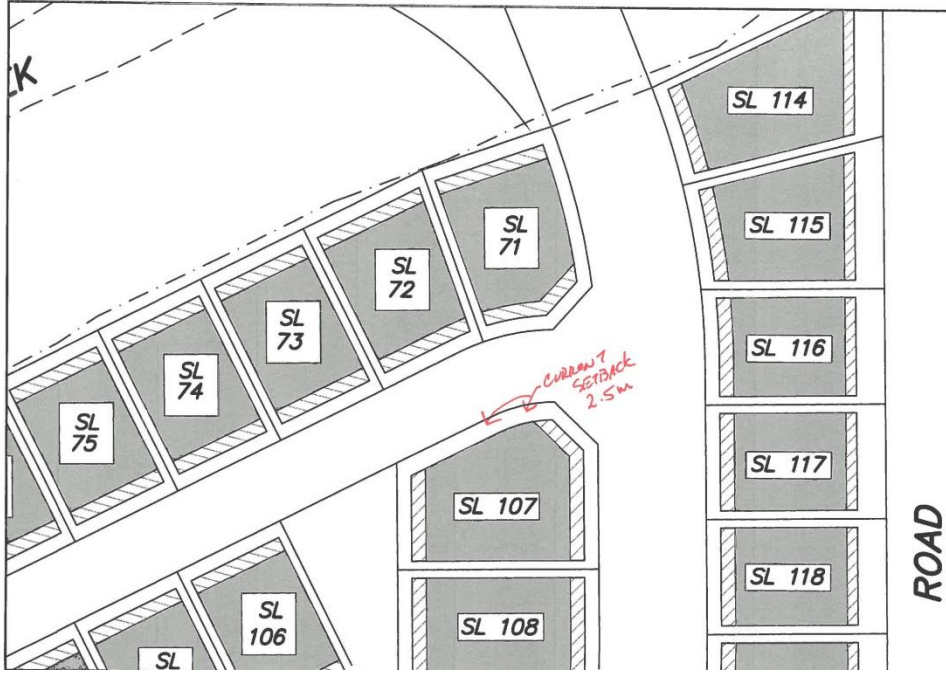 K
SL 114
SL
71
SL 115
SL
72
SL
73
SL 116
SL
74
CURRENT
SETBACK
2.5m
SL
75
SL 117
SL 107
ROAD
SL 118
SL
106
SL 108
SL